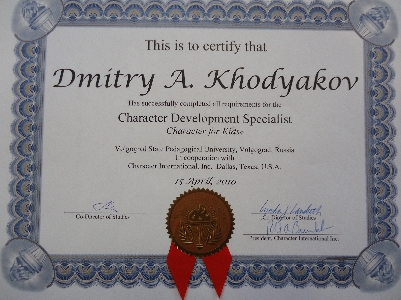 This is to certify that
Dmitry A. Khodyakov
Has successfully completed all requirements for the
Character Development Specialist
Character for Kids®
Volgograd State Pedagogical University, Volgograd, Russia
In cooperation with
Character International, Inc. Dallas, Texas, U.S.A.
15 April, 2010
Co-Director of Studies
Director of Studies
President, Character International Inc.